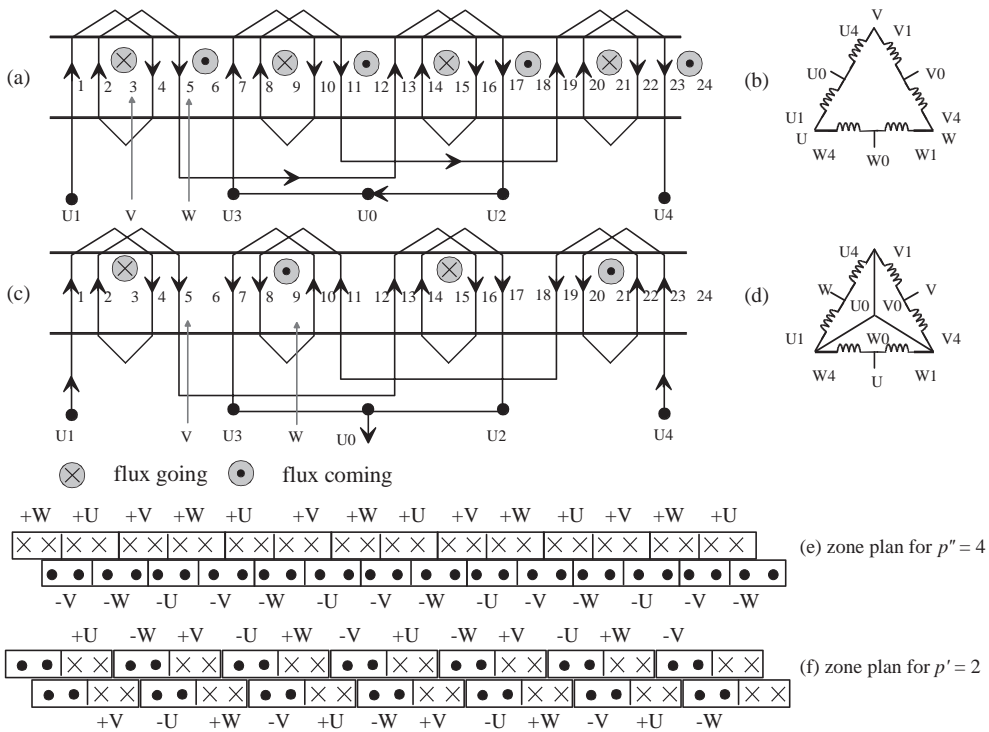 V
U4 V1
(a)
1 2 3 4 5 6 7 8 9 10 11 12 13 14 15 16 17 18 19 20 21 22 23 24
(b)
U0 V0
U1 V4
U W
W4 W0 W1
U1 V W U3 U0 U2 U4
(c)
1 2 3 4 5 6 7 8 9 10 11 12 13 14 15 16 17 18 19 20 21 22 23 24
(d)
U4 V1
W V
U0 V0
U1 W0 V4
W4 U W1
U1 V U3 W U0 U2 U4
flux going flux coming
+W +U +V +W +U +V +W +U +V +W +U +V +W +U
(e) zone plan for p″ = 4
-V -W -U -V -W -U -V -W -U -V -W -U -V -W
+U -W +V -U +W -V +U -W +V -U +W -V
(f) zone plan for p′ = 2
+V -U +W -V +U -W +V -U +W -V +U -W